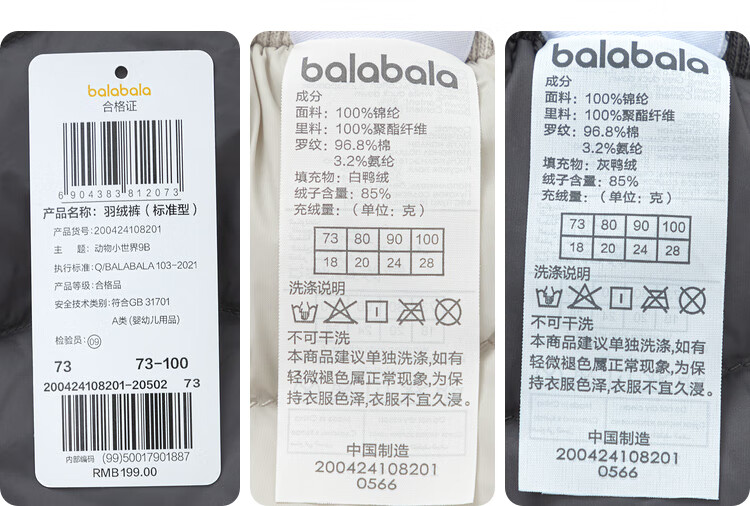 balabala
合格证
6 904383 812073
产品名称：羽绒裤（标准型）
产品货号：200424108201
主 题：动物小世界9B
执行标准：Q/BALABALA 103-2021
产品等级：合格品
安全技术类别：符合GB 31701
A类（婴幼儿用品）
检验员：09
73 73-100
200424108201-20502 73
内部编码 (99)50017901887
RMB199.00
balabala
成分
面料：100%锦纶
里料：100%聚酯纤维
罗纹：96.8%棉
3.2%氨纶
填充物：白鸭绒
绒子含量：85%
充绒量：（单位：克）
73 80 90 100
18 20 24 28
洗涤说明
不可干洗
本商品建议单独洗涤,如有
轻微褪色属正常现象,为保
持衣服色泽,衣服不宜久浸。
中国制造
200424108201
0566
balabala
成分
面料：100%锦纶
里料：100%聚酯纤维
罗纹：96.8%棉
3.2%氨纶
填充物：灰鸭绒
绒子含量：85%
充绒量：（单位：克）
73 80 90 100
18 20 24 28
洗涤说明
不可干洗
本商品建议单独洗涤,如有
轻微褪色属正常现象,为保
持衣服色泽,衣服不宜久浸。
中国制造
200424108201
0566